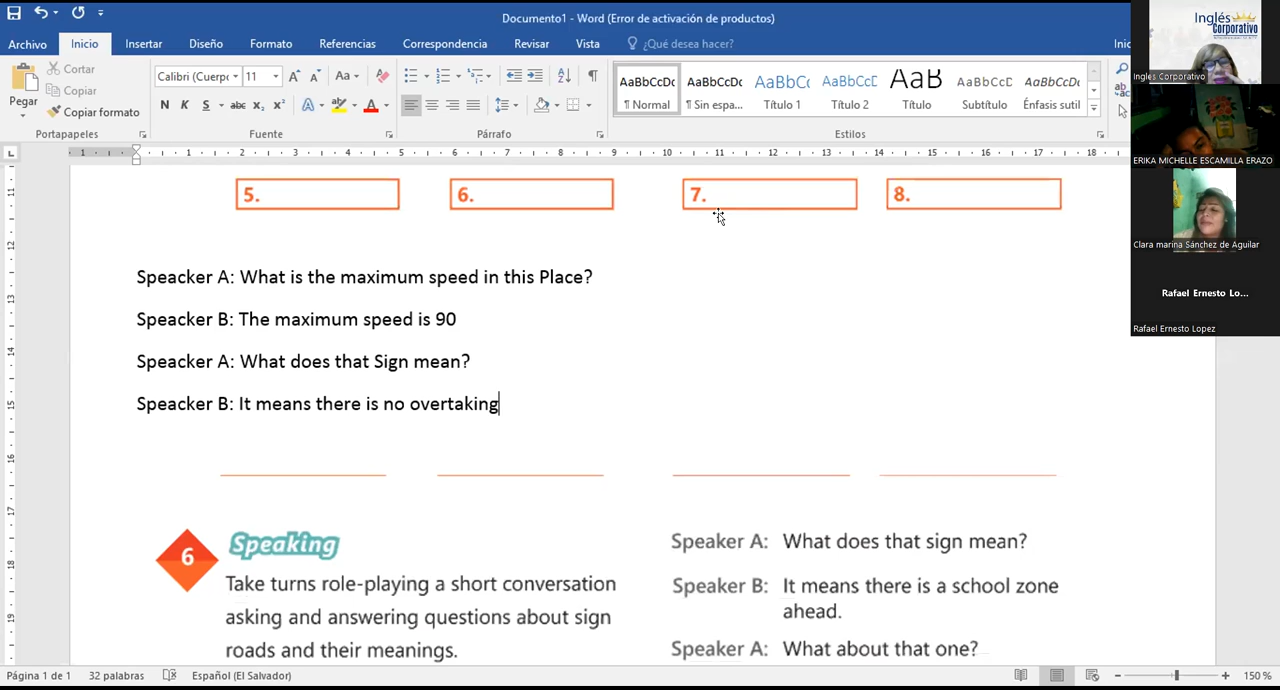 Documento1 - Word (Error de activación de productos)
Archivo Inicio Insertar Diseño Formato Referencias Correspondencia Revisar Vista ¿Qué desea hacer? Inic
Pegar
Cortar
Copiar
Copiar formato
Portapapeles
Calibri (Cuerpo 11
Fuente
Párrafo
AaBbCcDc AaBbCcDc AaBbCc AaBbCcD AaB AaBbCcD AaBbCcDc
¶ Normal ¶ Sin espa... Título 1 Título 2 Título Subtítulo Énfasis sutil
Estilos
5. 6. 7. 8.
Speacker A: What is the maximum speed in this Place?
Speacker B: The maximum speed is 90
Speacker A: What does that Sign mean?
Speacker B: It means there is no overtaking
6
Speaking
Take turns role-playing a short conversation
asking and answering questions about sign
roads and their meanings.
Speaker A: What does that sign mean?
Speaker B: It means there is a school zone
ahead.
Speaker A: What about that one?
Página 1 de 1 32 palabras Español (El Salvador) 150 %
Inglés
Corporativo
Ingles Corporativo
ERIKA MICHELLE ESCAMILLA ERAZO
Clara marina Sánchez de Aguilar
Rafael Ernesto Lo...
Rafael Ernesto Lopez